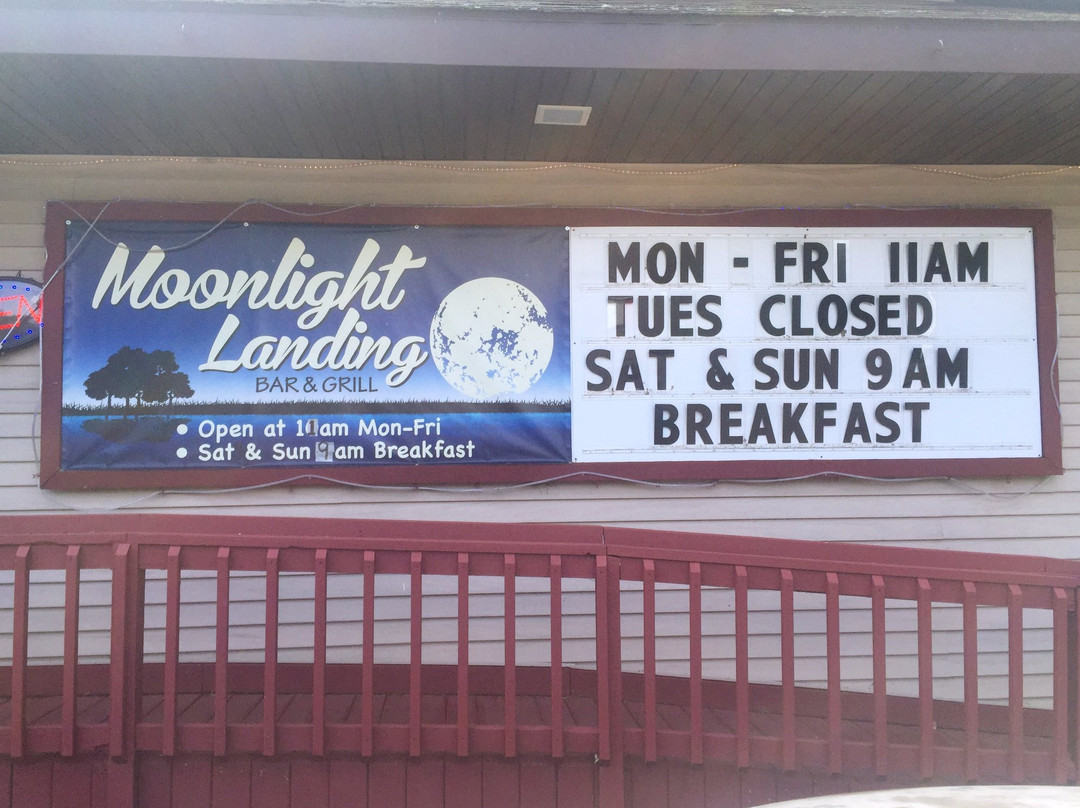 Moonlight
Landing
BAR & GRILL
• Open at 11am Mon-Fri
• Sat & Sun 9am Breakfast
MON - FRI 11AM
TUES CLOSED
SAT & SUN 9AM
BREAKFAST